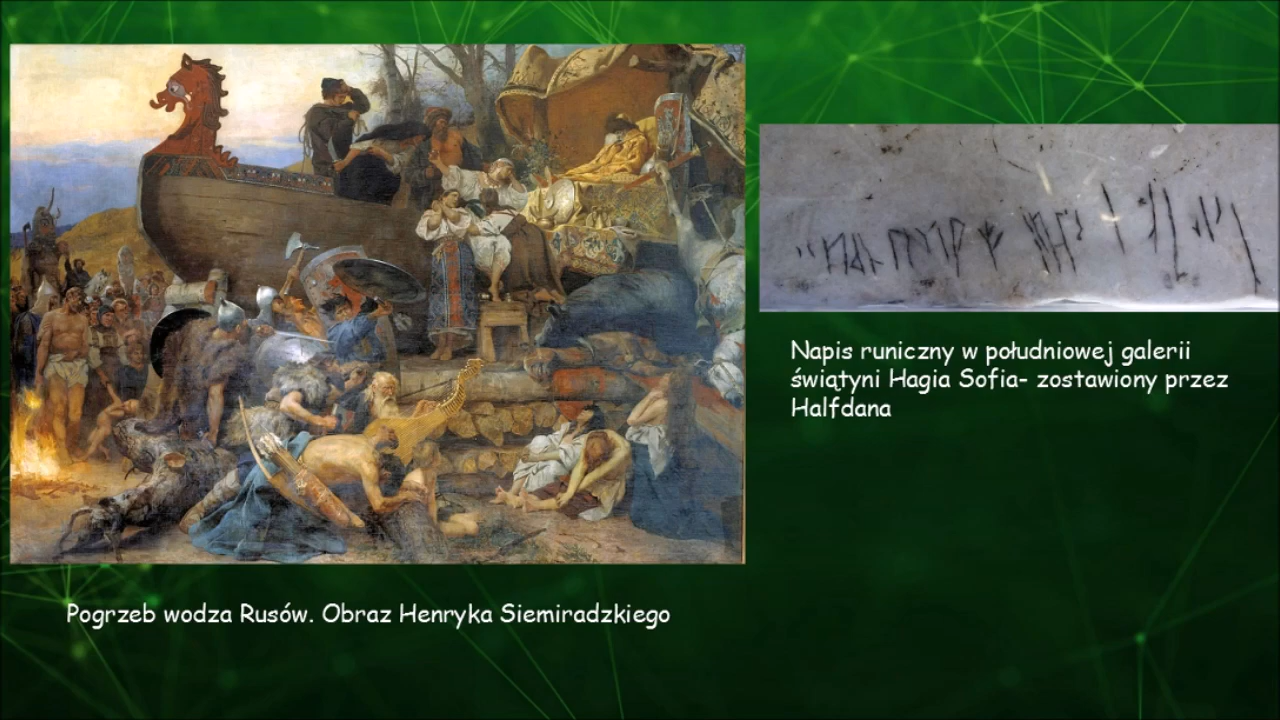 Napis runiczny w południowej galerii
świątyni Hagia Sofia- zostawiony przez
Halfdana
Pogrzeb wodza Rusów. Obraz Henryka Siemiradzkiego